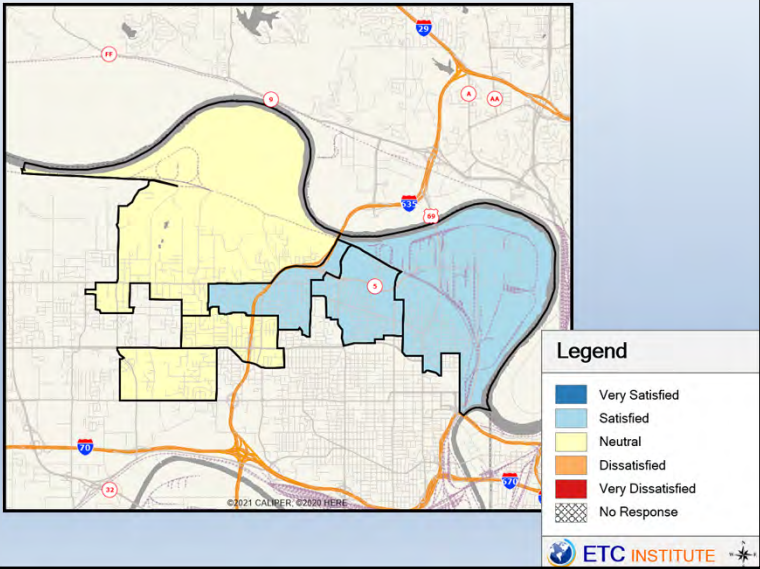 29
FF
A
AA
9
635
69
5
Legend
Very Satisfied
Satisfied
Neutral
Dissatisfied
Very Dissatisfied
No Response
70
32
670
©2021 CALIPER; ©2020 HERE
ETC INSTITUTE
N
W
E
S